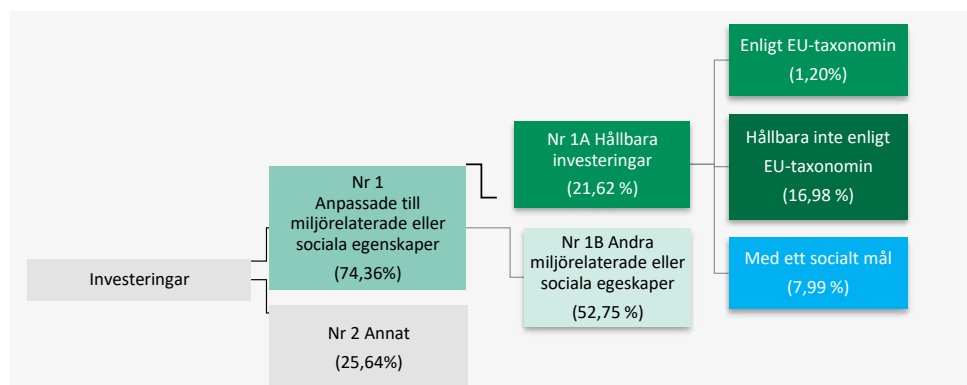 Investeringar
Nr 1
Anpassade till
miljörelaterade eller
sociala egenskaper
(74,36%)
Nr 2 Annat
(25,64%)
Nr 1A Hållbara
investeringar
(21,62 %)
Nr 1B Andra
miljörelaterade eller
sociala egeskaper
(52,75 %)
Enligt EU-taxonomin
(1,20%)
Hållbara inte enligt
EU-taxonomin
(16,98 %)
Med ett socialt mål
(7,99 %)